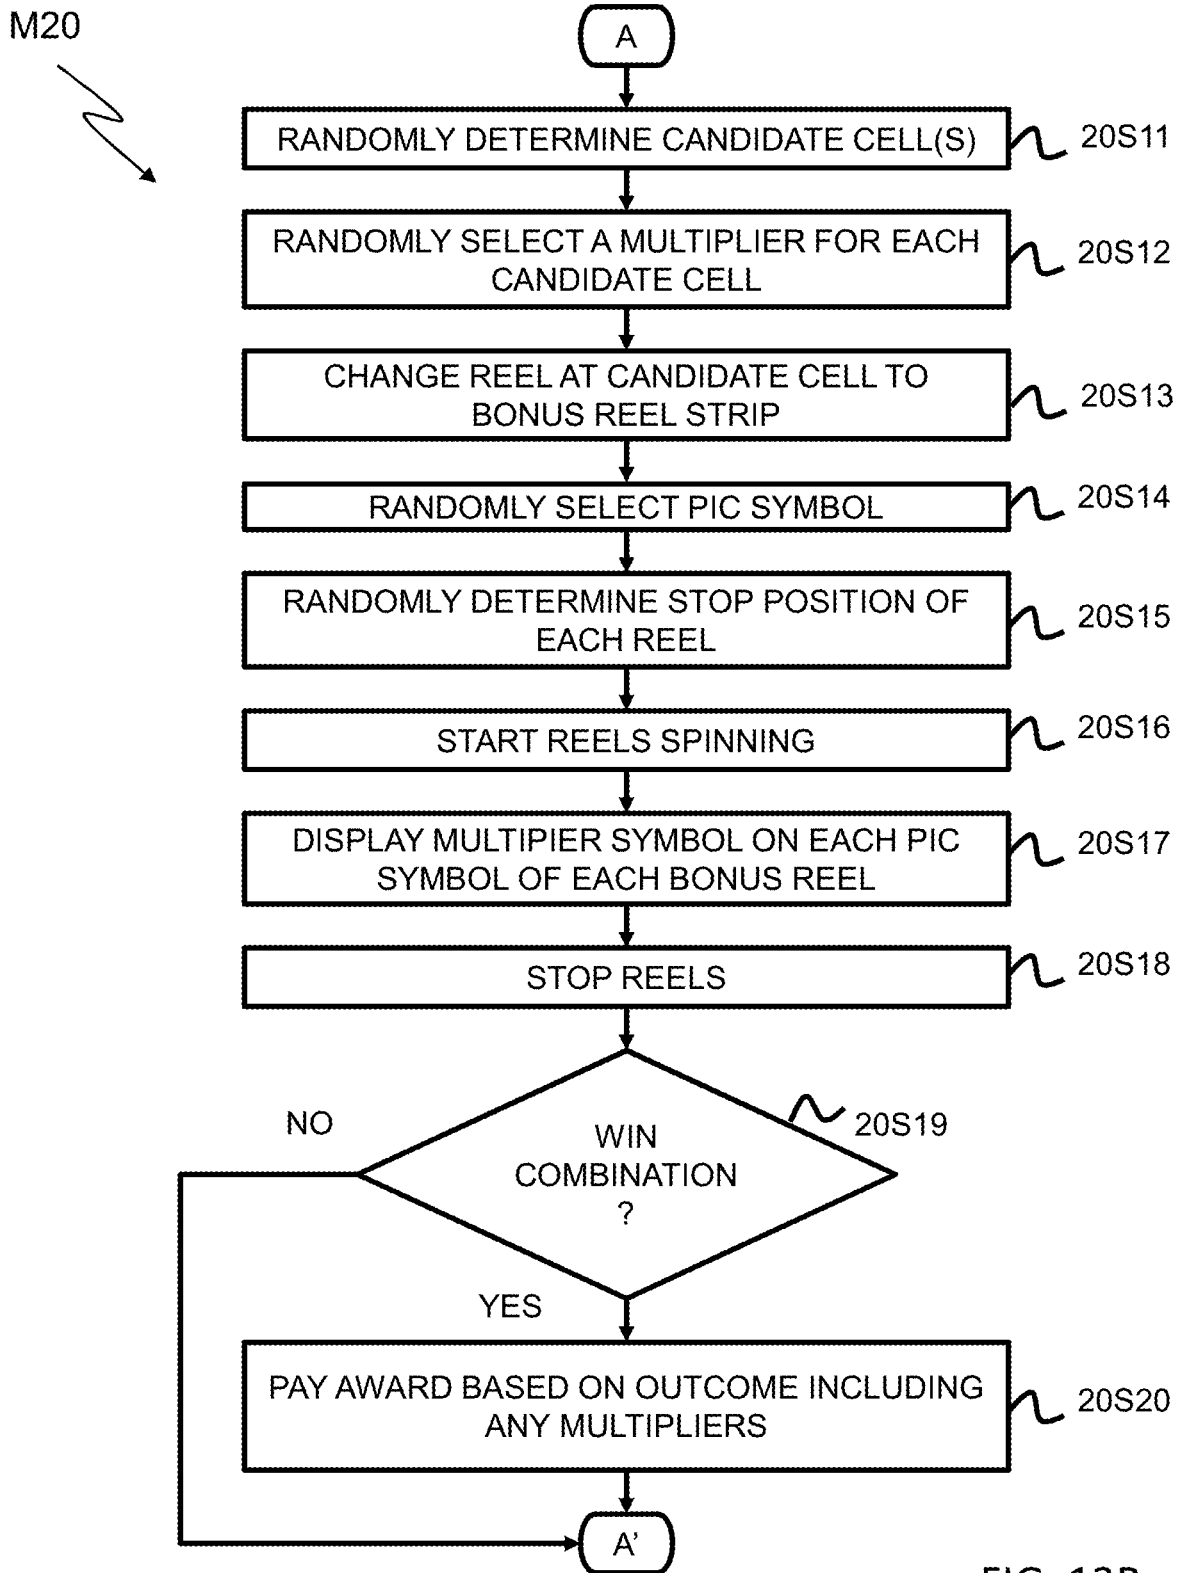 M20
A
RANDOMLY DETERMINE CANDIDATE CELL(S)
20S11
RANDOMLY SELECT A MULTIPLIER FOR EACH
CANDIDATE CELL
20S12
CHANGE REEL AT CANDIDATE CELL TO
BONUS REEL STRIP
20S13
RANDOMLY SELECT PIC SYMBOL
20S14
RANDOMLY DETERMINE STOP POSITION OF
EACH REEL
20S15
START REELS SPINNING
20S16
DISPLAY MULTIPIER SYMBOL ON EACH PIC
SYMBOL OF EACH BONUS REEL
20S17
STOP REELS
20S18
NO
WIN
COMBINATION
?
20S19
YES
PAY AWARD BASED ON OUTCOME INCLUDING
ANY MULTIPLIERS
20S20
A'